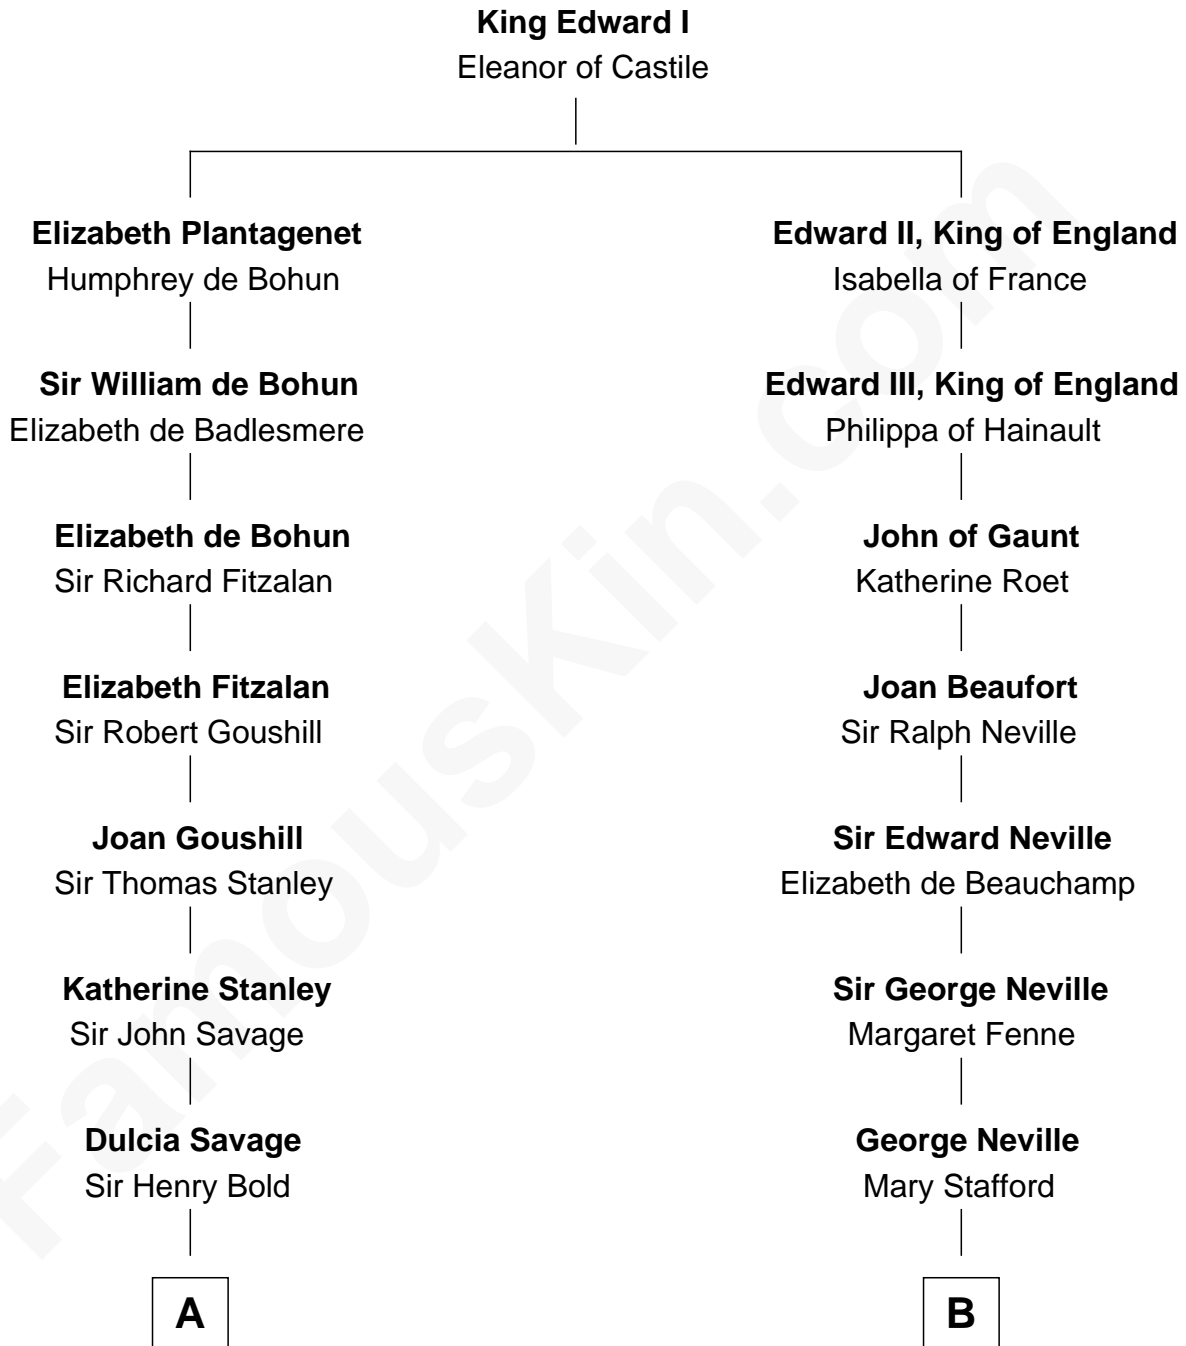 King Edward I
Eleanor of Castile
Elizabeth Plantagenet
Humphrey de Bohun
Edward II, King of England
Isabella of France
Sir William de Bohun
Elizabeth de Badlesmere
Edward III, King of England
Philippa of Hainault
Elizabeth de Bohun
Sir Richard Fitzalan
John of Gaunt
Katherine Roet
Elizabeth Fitzalan
Sir Robert Goushill
Joan Beaufort
Sir Ralph Neville
Joan Goushill
Sir Thomas Stanley
Sir Edward Neville
Elizabeth de Beauchamp
Katherine Stanley
Sir John Savage
Sir George Neville
Margaret Fenne
Dulcia Savage
Sir Henry Bold
George Neville
Mary Stafford
A
B
FamousKin.com